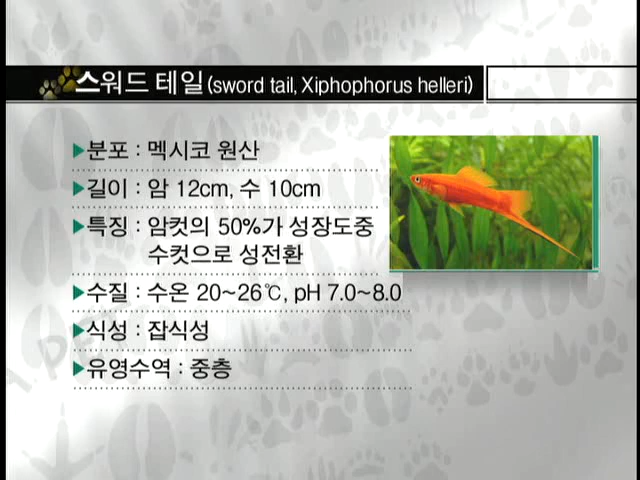 스워드 테일(sword tail, Xiphophorus helleri)
▶분포 : 멕시코 원산
▶길이 : 암 12cm, 수 10cm
▶특징 : 암컷의 50%가 성장도중
수컷으로 성전환
▶수질 : 수온 20~26℃, pH 7.0~8.0
▶식성 : 잡식성
▶유영수역 : 중층